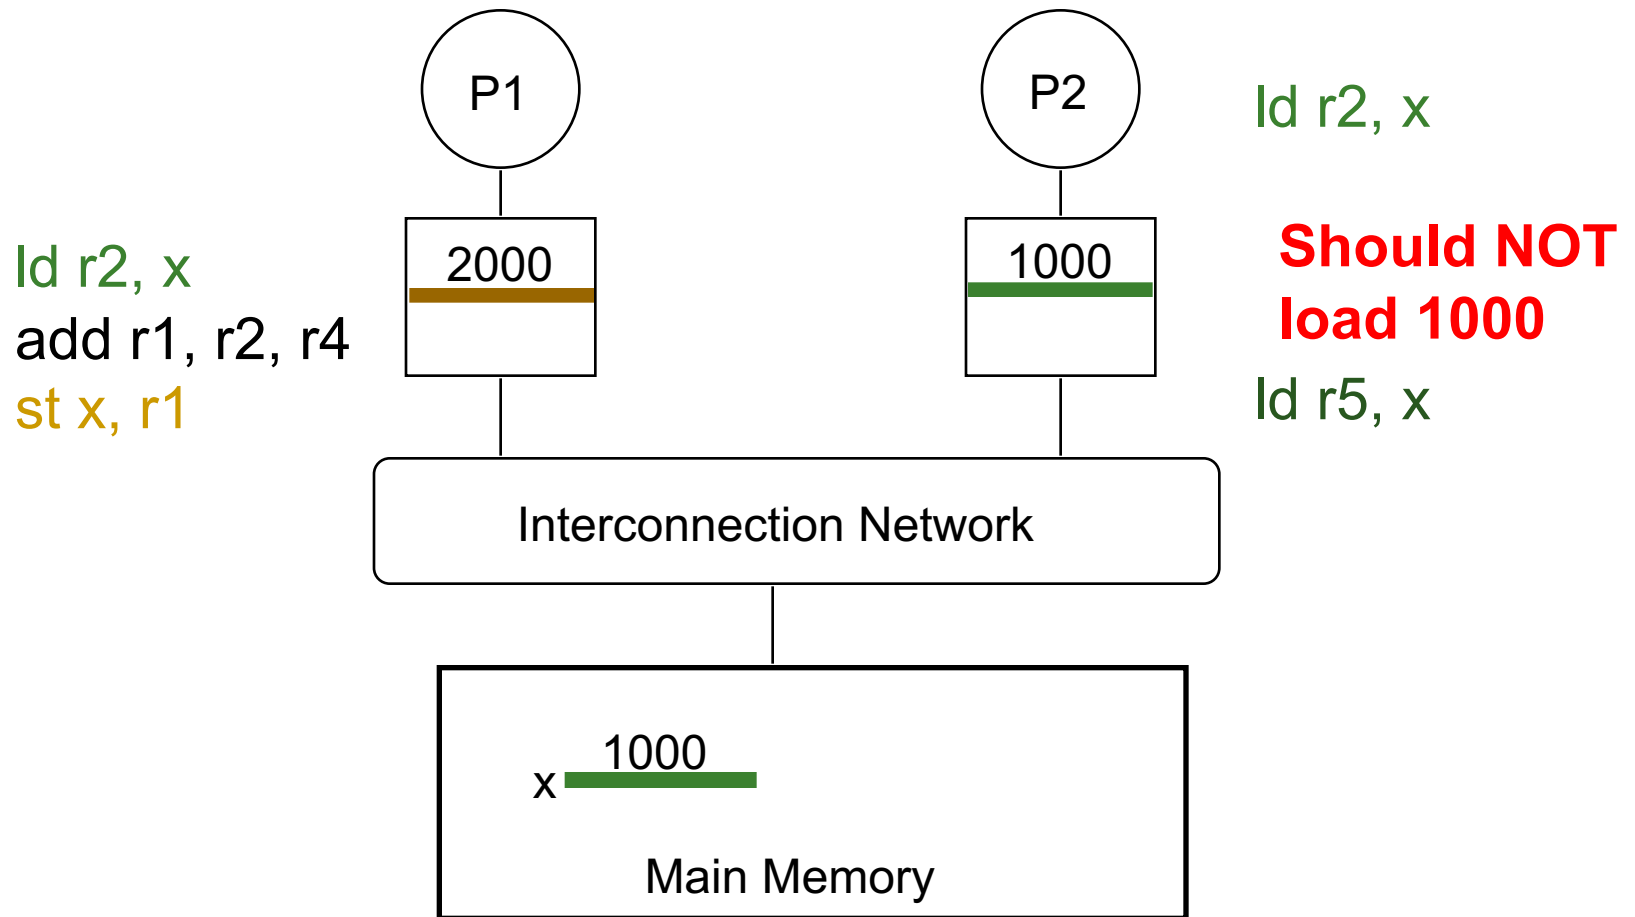 P1
P2
ld r2, x
2000
1000
Should NOT
load 1000
ld r2, x
add r1, r2, r4
st x, r1
ld r5, x
Interconnection Network
1000
x
Main Memory